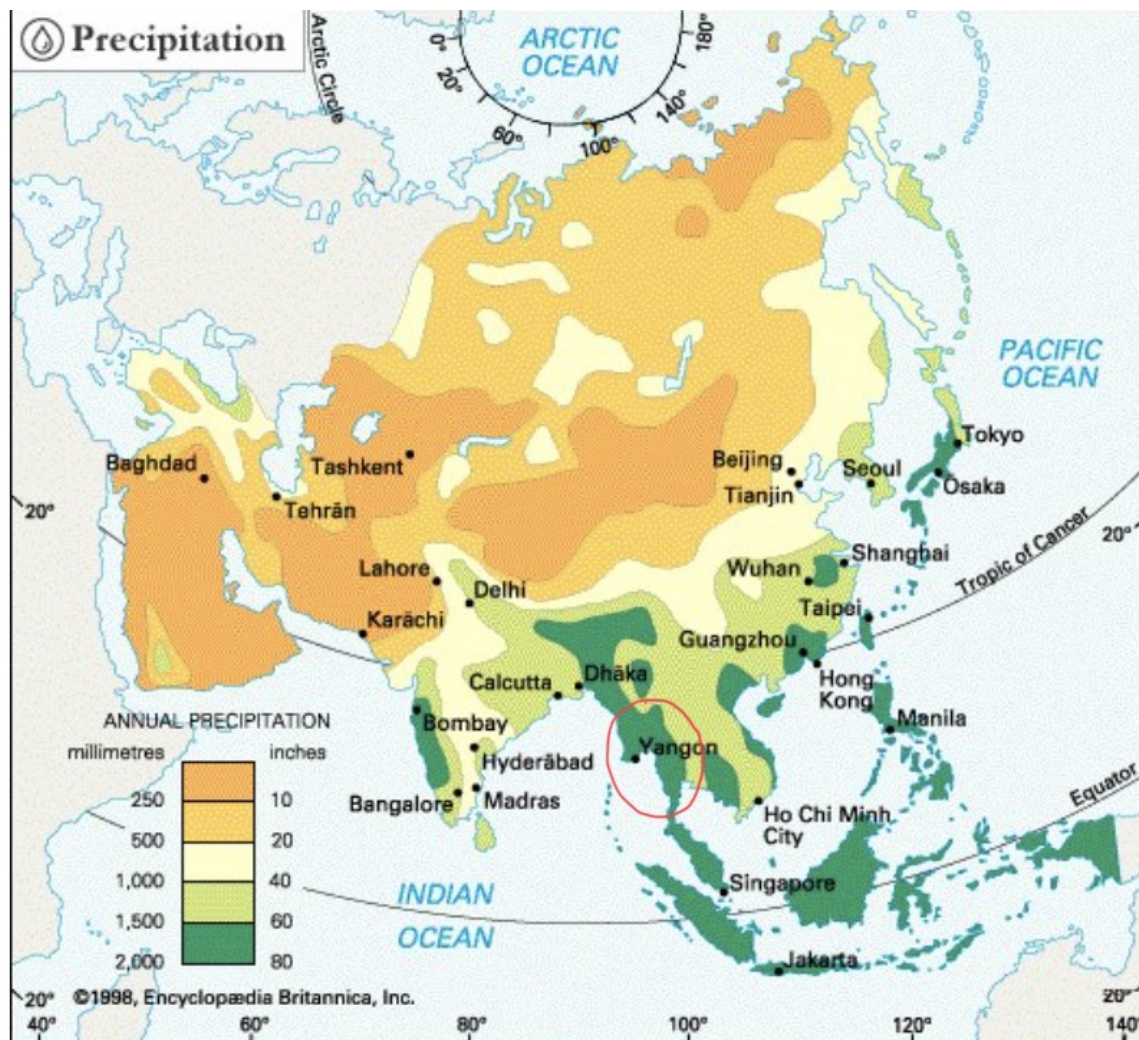 Precipitation
Arctic Circle
ARCTIC
OCEAN
0°
20°
60°
100°
140°
180°
PACIFIC
OCEAN
Baghdad
Tehrān
Tashkent
Beijing
Tianjin
Seoul
Tokyo
Ōsaka
20°
20°
Tropic of Cancer
Lahore
Delhi
Karāchi
Wuhan
Shanghai
Taipei
Guangzhou
Hong
Kong
Calcutta
Dhāka
Bombay
Hyderābad
Bangalore
Madras
Yangon
Manila
Ho Chi Minh
City
Equator
Singapore
Jakarta
INDIAN
OCEAN
ANNUAL PRECIPITATION
millimetres inches
250 10
500 20
1,000 40
1,500 60
2,000 80
©1998, Encyclopædia Britannica, Inc.
20°
20°
40° 60° 80° 100° 120° 140°